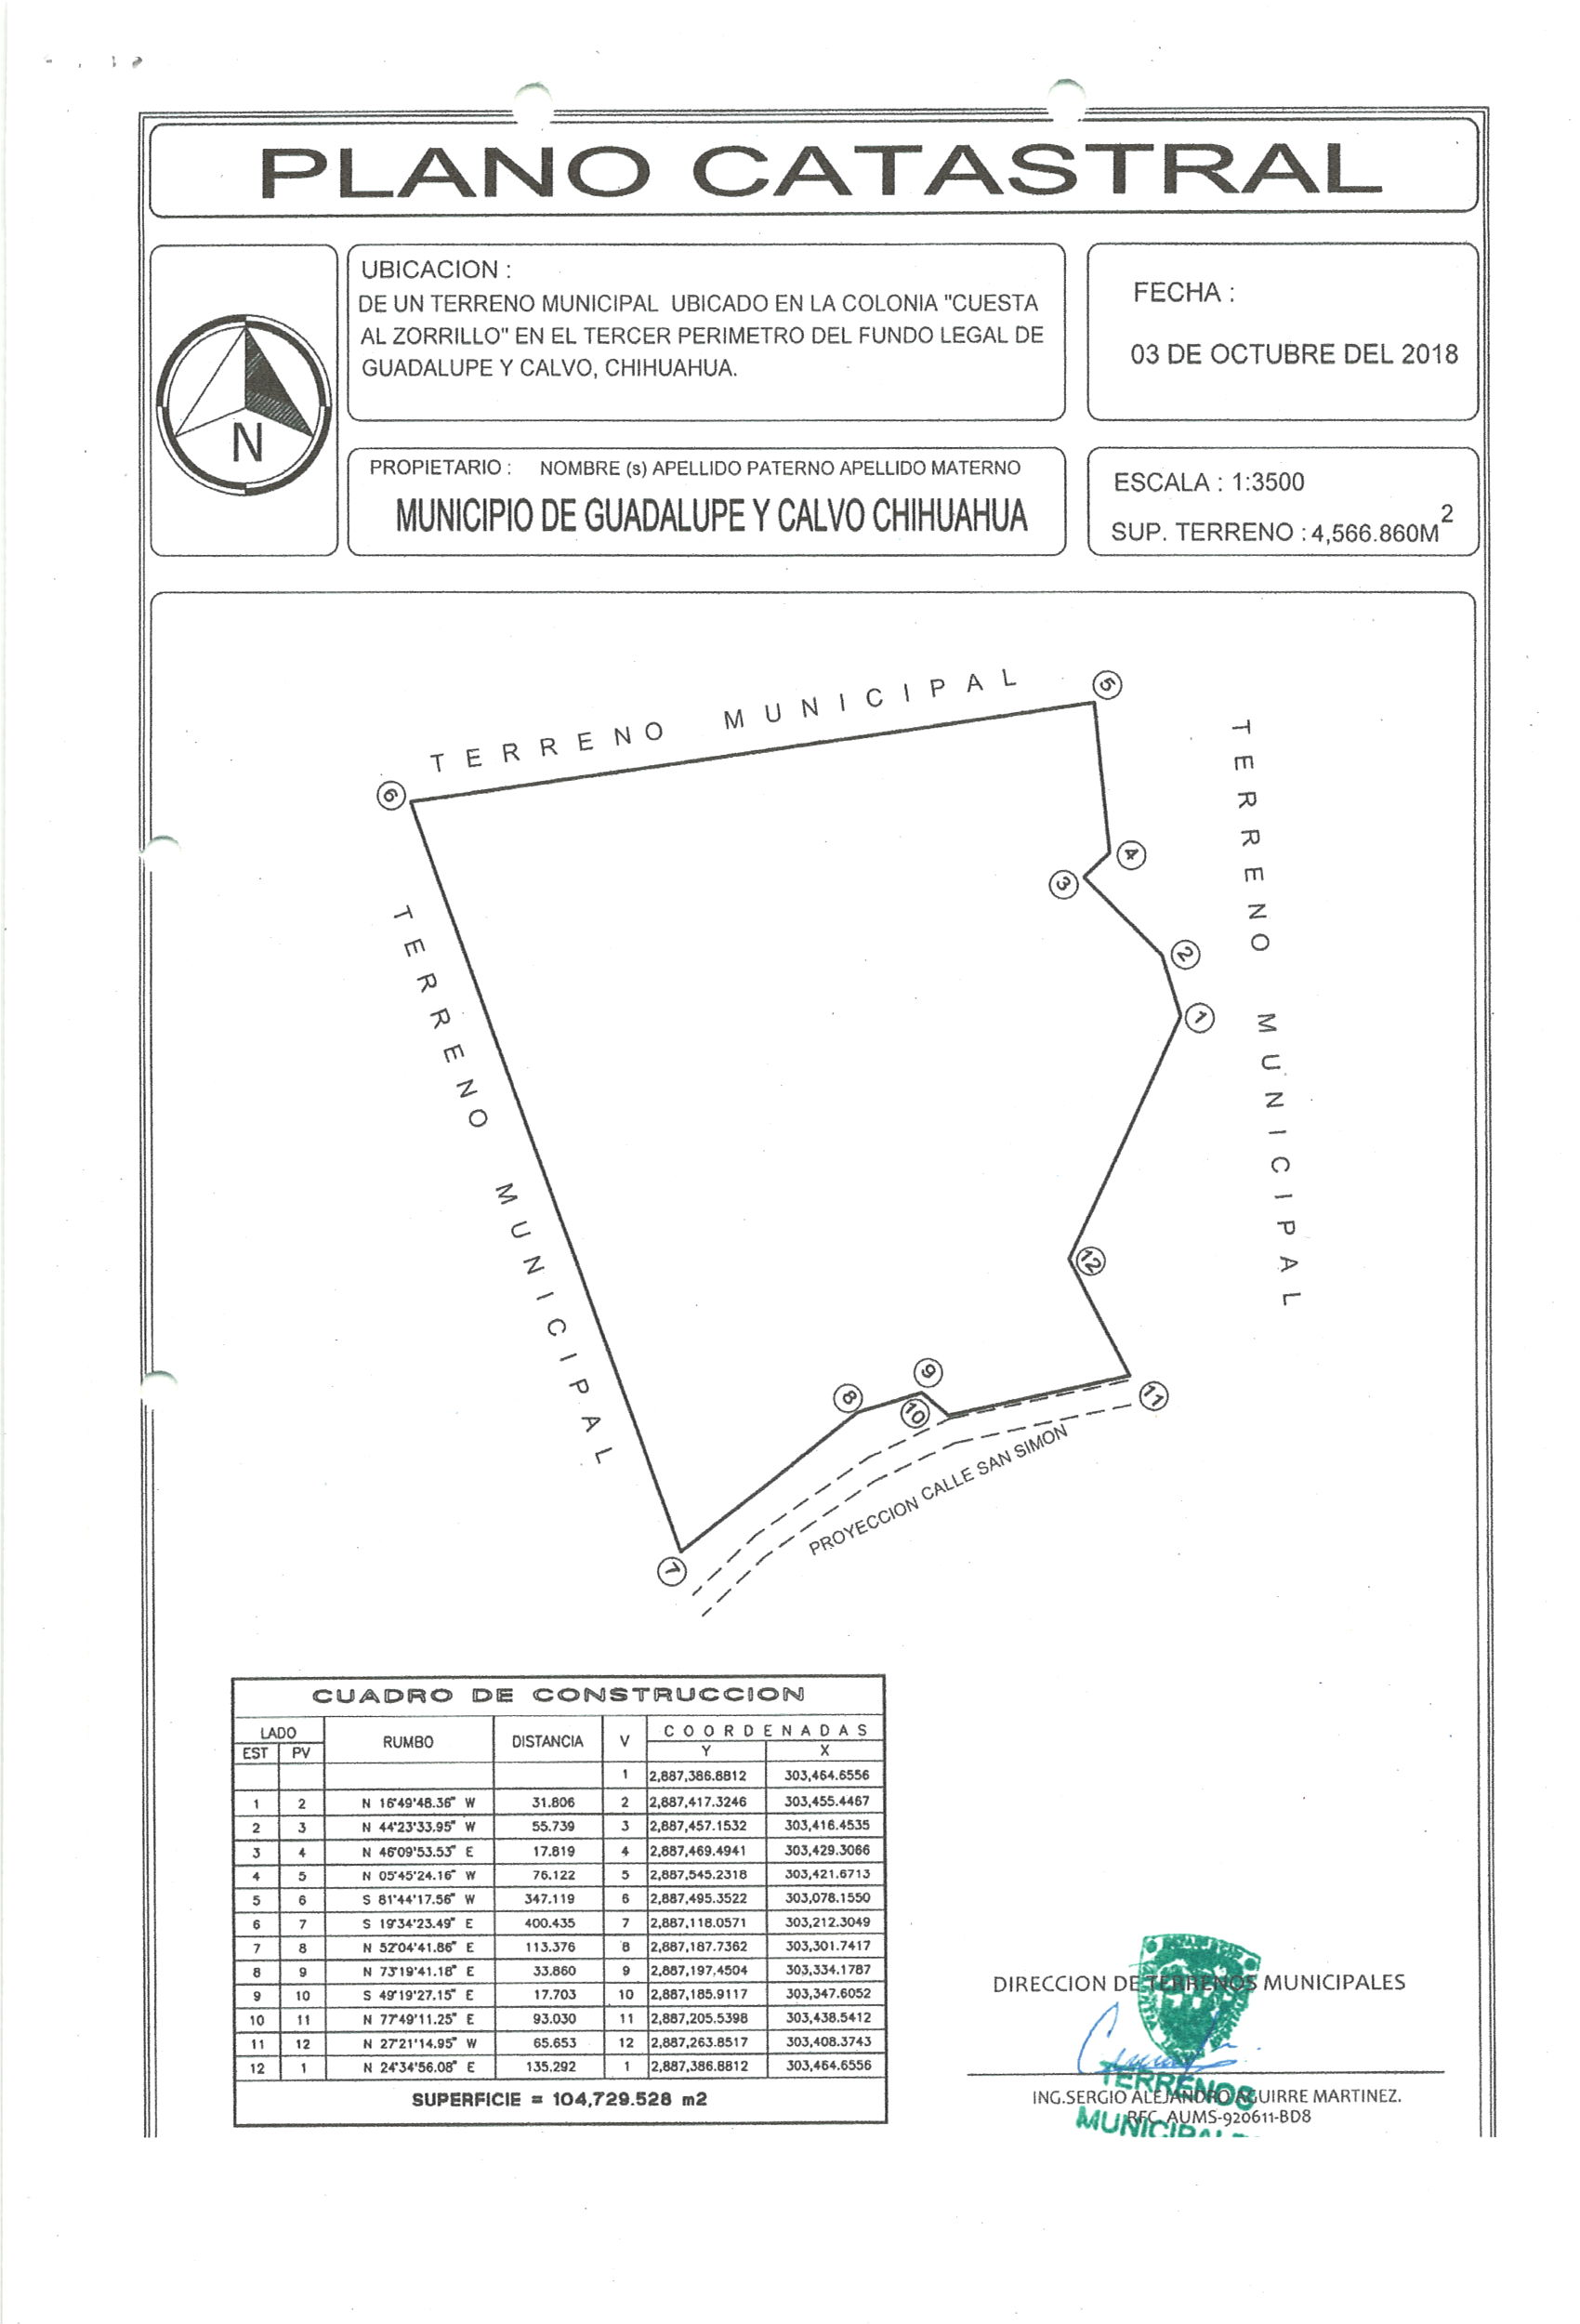 PLANO CATASTRAL
N
UBICACION :
DE UN TERRENO MUNICIPAL UBICADO EN LA COLONIA "CUESTA
AL ZORRILLO" EN EL TERCER PERIMETRO DEL FUNDO LEGAL DE
GUADALUPE Y CALVO, CHIHUAHUA.
FECHA :
03 DE OCTUBRE DEL 2018
PROPIETARIO : NOMBRE (s) APELLIDO PATERNO APELLIDO MATERNO
MUNICIPIO DE GUADALUPE Y CALVO CHIHUAHUA
ESCALA : 1:3500
SUP. TERRENO : 4,566.860M2
TERRENO MUNICIPAL
5
6
TERRENO MUNICIPAL
4
3
2
1
TERRENO MUNICIPAL
12
9
8
10
11
7
PROYECCION CALLE SAN SIMON
CUADRO DE CONSTRUCCION
LADO RUMBO DISTANCIA V COORDENADAS
EST PV Y X
1 2,887,386.8812 303,464.6556
1 2 N 16°49'48.36" W 31.806 2 2,887,417.3246 303,455.4467
2 3 N 44°23'33.95" W 55.739 3 2,887,457.1532 303,416.4535
3 4 N 46°09'53.53" E 17.819 4 2,887,469.4941 303,429.3066
4 5 N 05°45'24.16" W 76.122 5 2,887,545.2318 303,421.6713
5 6 S 81°44'17.56" W 347.119 6 2,887,495.3522 303,078.1550
6 7 S 19°34'23.49" E 400.435 7 2,887,118.0571 303,212.3049
7 8 N 52°04'41.86" E 113.376 8 2,887,187.7362 303,301.7417
8 9 N 73°19'41.18" E 33.860 9 2,887,197.4504 303,334.1787
9 10 S 49°19'27.15" E 17.703 10 2,887,185.9117 303,347.6052
10 11 N 77°49'11.25" E 93.030 11 2,887,205.5398 303,438.5412
11 12 N 27°21'14.95" W 65.653 12 2,887,263.8517 303,408.3743
12 1 N 24°34'56.08" E 135.292 1 2,887,386.8812 303,464.6556
SUPERFICIE = 104,729.528 m2
DIRECCION DE TERRENOS MUNICIPALES
TERRENOS
ING.SERGIO ALEJANDRO AGUIRRE MARTINEZ.
RFC. AUMS-920611-BD8